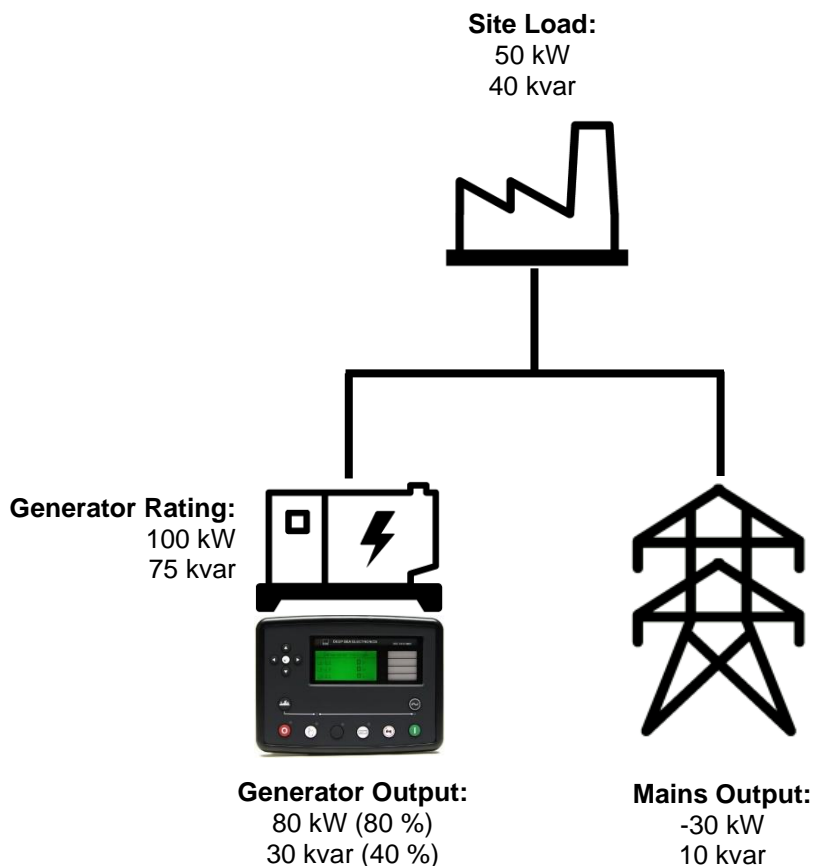 Site Load:
50 kW
40 kvar
Generator Rating:
100 kW
75 kvar
Generator Output:
80 kW (80 %)
30 kvar (40 %)
Mains Output:
-30 kW
10 kvar